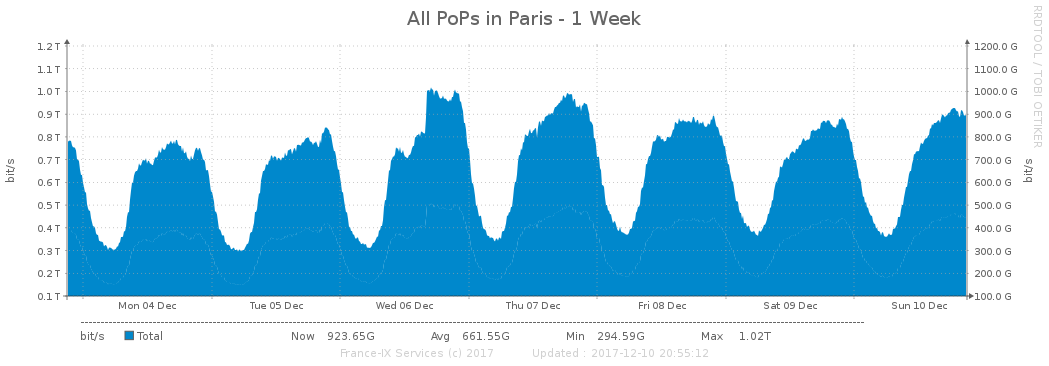 All PoPs in Paris - 1 Week
RRDTOOL / TOBI OETIKER
1.2 T 1200.0 G
1.1 T 1100.0 G
1.0 T 1000.0 G
0.9 T 900.0 G
0.8 T 800.0 G
0.7 T 700.0 G
0.6 T 600.0 G
0.5 T 500.0 G
0.4 T 400.0 G
0.3 T 300.0 G
0.2 T 200.0 G
0.1 T 100.0 G
bit/s
bit/s
Mon 04 Dec Tue 05 Dec Wed 06 Dec Thu 07 Dec Fri 08 Dec Sat 09 Dec Sun 10 Dec
bit/s Total Now 923.65G Avg 661.55G Min 294.59G Max 1.02T
France-IX Services (c) 2017 Updated : 2017-12-10 20:55:12